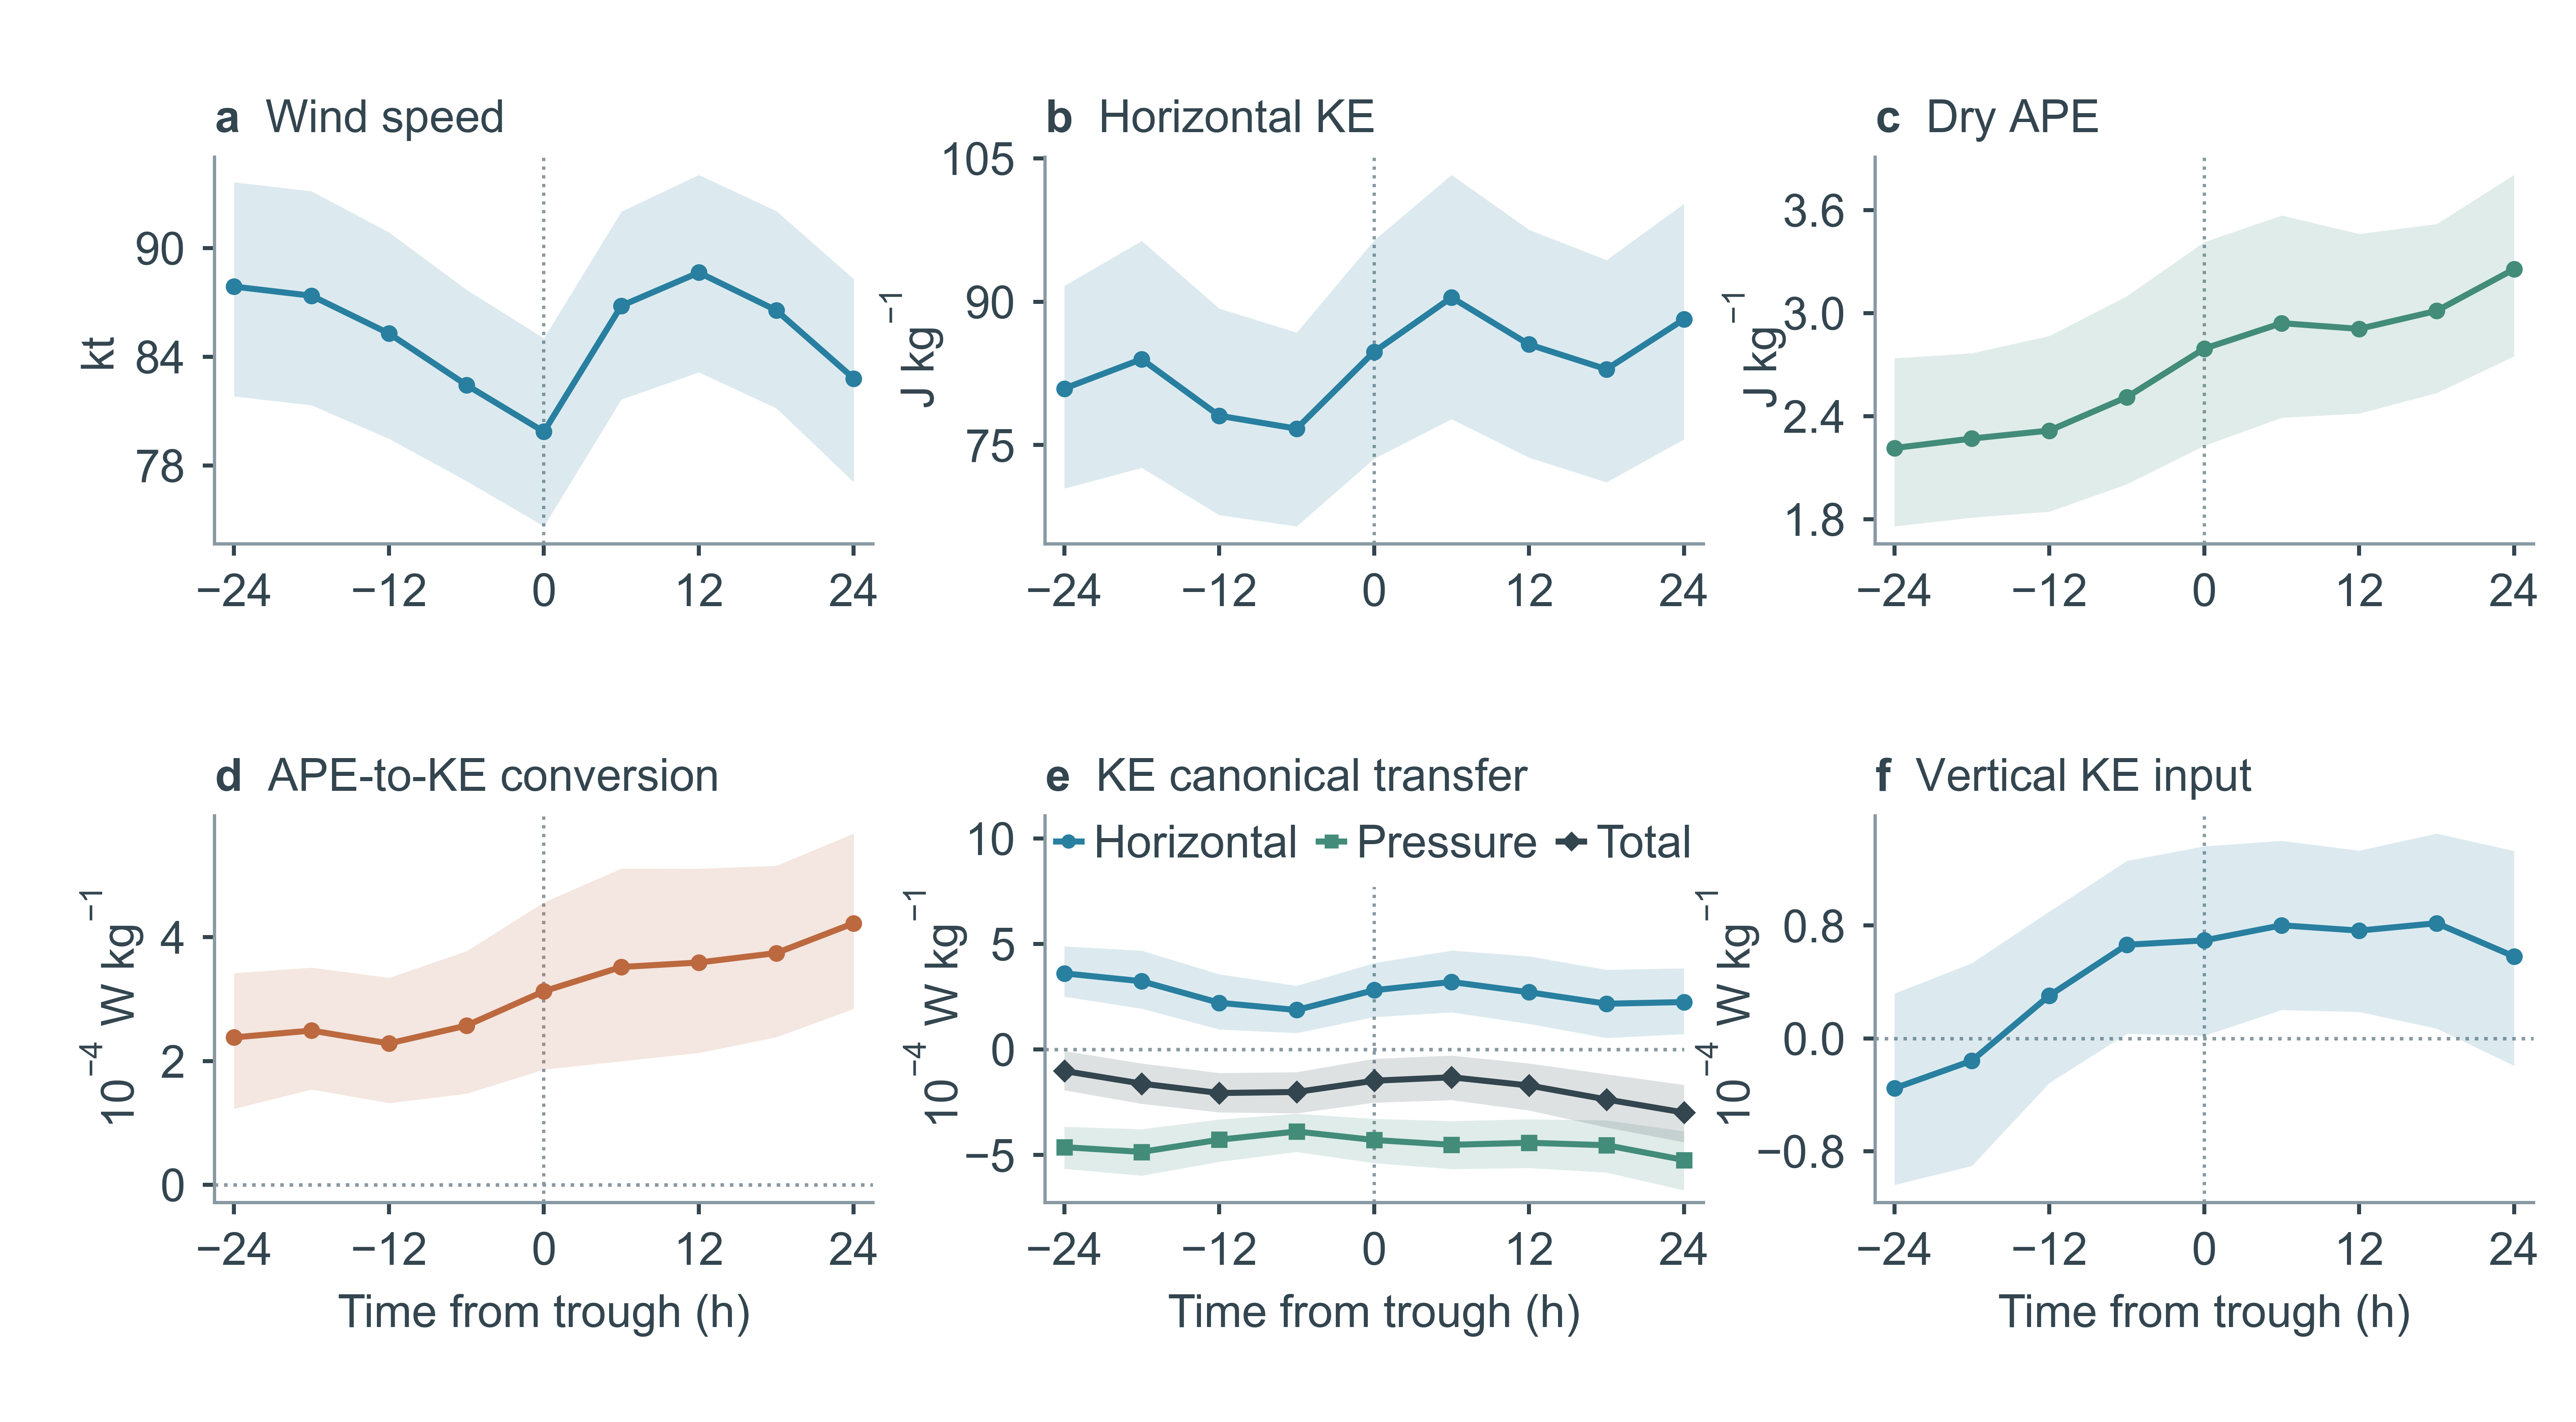 a Wind speed
kt
90
84
78
−24 −12 0 12 24
b Horizontal KE
J kg⁻¹
105
90
75
−24 −12 0 12 24
c Dry APE
J kg⁻¹
3.6
3.0
2.4
1.8
−24 −12 0 12 24
d APE-to-KE conversion
10⁻⁴ W kg⁻¹
4
2
0
−24 −12 0 12 24
Time from trough (h)
e KE canonical transfer
Horizontal Pressure Total
10⁻⁴ W kg⁻¹
10
5
0
−5
−24 −12 0 12 24
Time from trough (h)
f Vertical KE input
10⁻⁴ W kg⁻¹
0.8
0.0
−0.8
−24 −12 0 12 24
Time from trough (h)